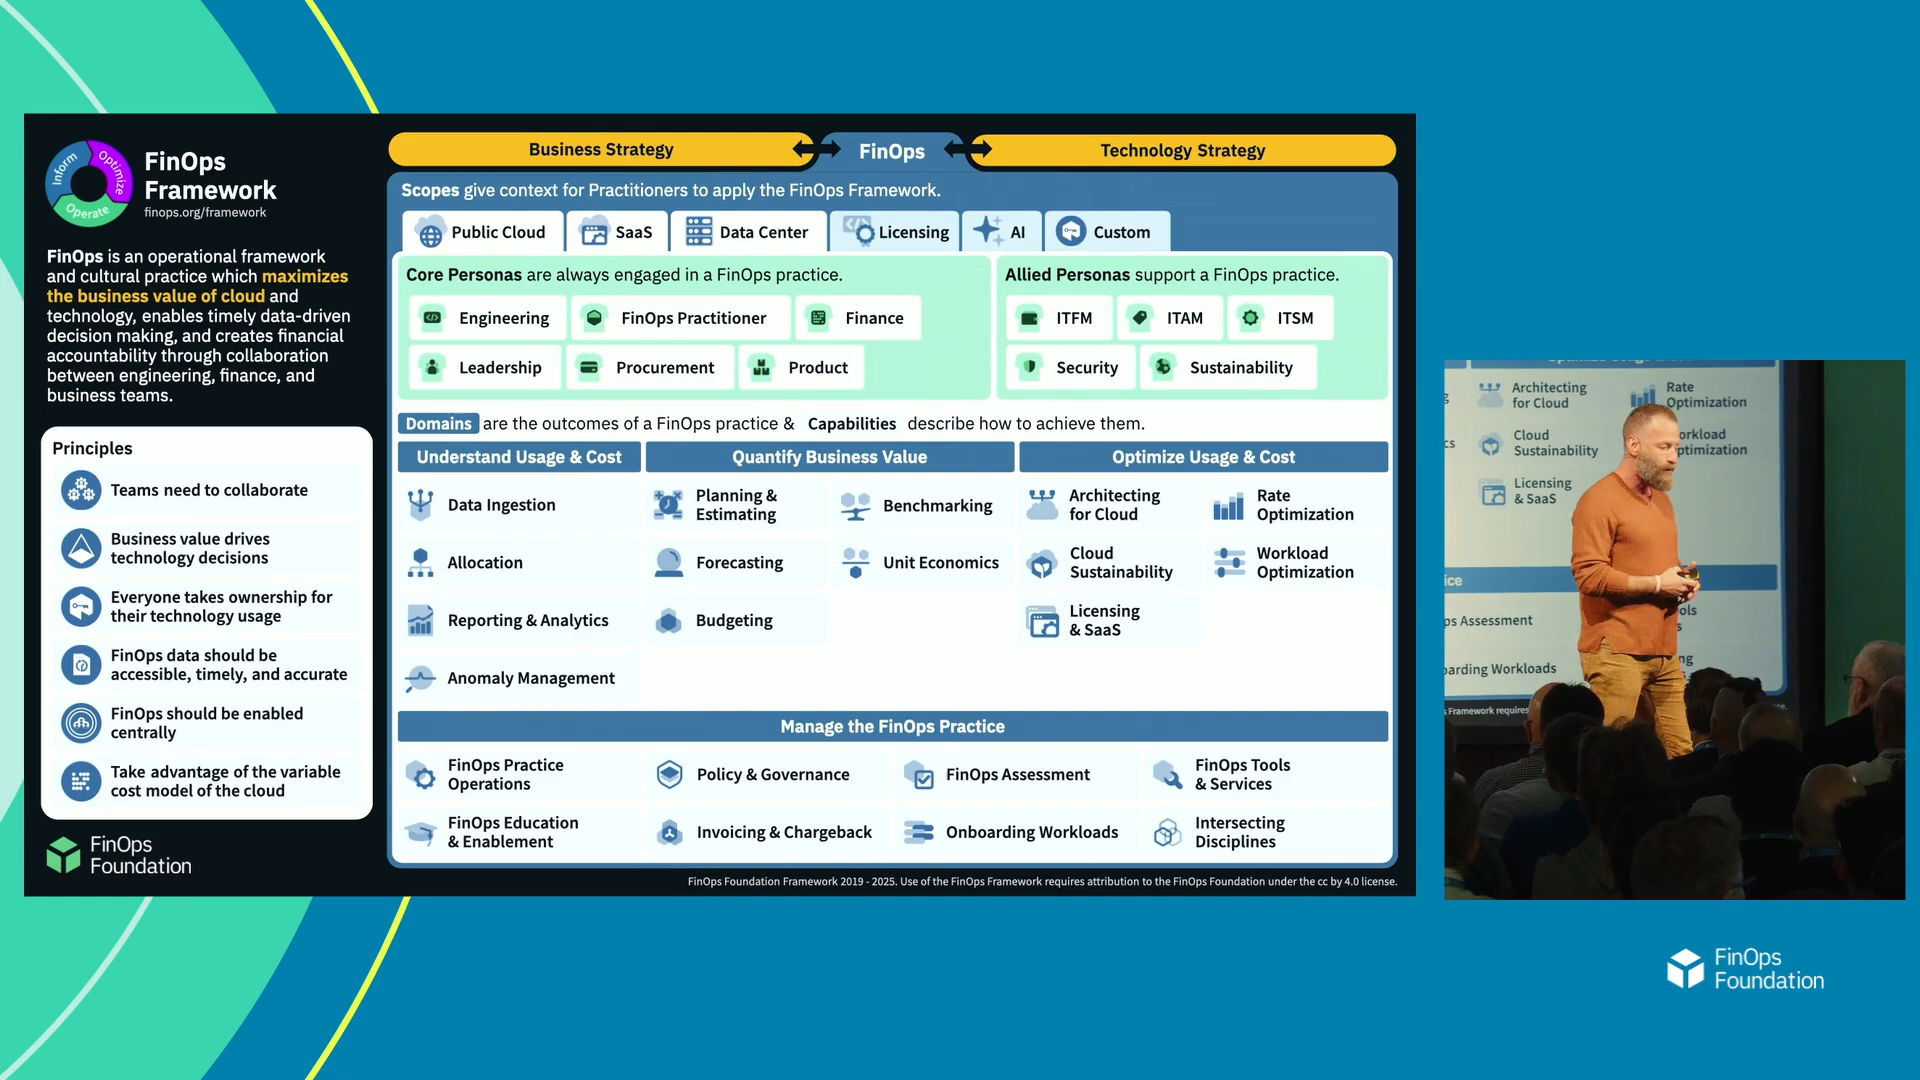 Inform
Optimize
Operate
FinOps
Framework
finops.org/framework
FinOps is an operational framework
and cultural practice which maximizes
the business value of cloud and
technology, enables timely data-driven
decision making, and creates financial
accountability through collaboration
between engineering, finance, and
business teams.
Principles
Teams need to collaborate
Business value drives
technology decisions
Everyone takes ownership for
their technology usage
FinOps data should be
accessible, timely, and accurate
FinOps should be enabled
centrally
Take advantage of the variable
cost model of the cloud
FinOps
Foundation
Business Strategy
FinOps
Technology Strategy
Scopes give context for Practitioners to apply the FinOps Framework.
Public Cloud
SaaS
Data Center
Licensing
AI
Custom
Core Personas are always engaged in a FinOps practice.
Engineering
FinOps Practitioner
Finance
Leadership
Procurement
Product
Allied Personas support a FinOps practice.
ITFM
ITAM
ITSM
Security
Sustainability
Domains are the outcomes of a FinOps practice & Capabilities describe how to achieve them.
Understand Usage & Cost
Data Ingestion
Allocation
Reporting & Analytics
Anomaly Management
Quantify Business Value
Planning &
Estimating
Benchmarking
Forecasting
Unit Economics
Budgeting
Optimize Usage & Cost
Architecting
for Cloud
Rate
Optimization
Cloud
Sustainability
Workload
Optimization
Licensing
& SaaS
Manage the FinOps Practice
FinOps Practice
Operations
Policy & Governance
FinOps Assessment
FinOps Tools
& Services
FinOps Education
& Enablement
Invoicing & Chargeback
Onboarding Workloads
Intersecting
Disciplines
FinOps Foundation Framework 2019 - 2025. Use of the FinOps Framework requires attribution to the FinOps Foundation under the cc by 4.0 license.
Architecting
for Cloud
Rate
Optimization
Cloud
Sustainability
orkload
ptimization
Licensing
& SaaS
ice
ps Assessment
ols
oarding Workloads
ng
Framework requires
FinOps
Foundation